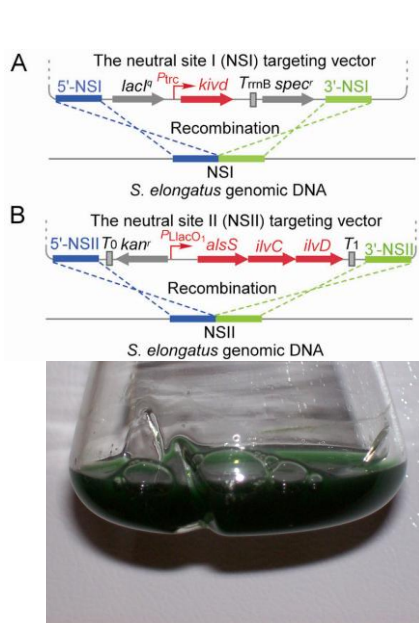 A
The neutral site I (NSI) targeting vector
5'-NSI lacIq Ptrc kivd TrrnB specr 3'-NSI
Recombination
NSI
S. elongatus genomic DNA
B
The neutral site II (NSII) targeting vector
5'-NSII T0 kanr PLlacO1 alsS ilvC ilvD T1 3'-NSII
Recombination
NSII
S. elongatus genomic DNA